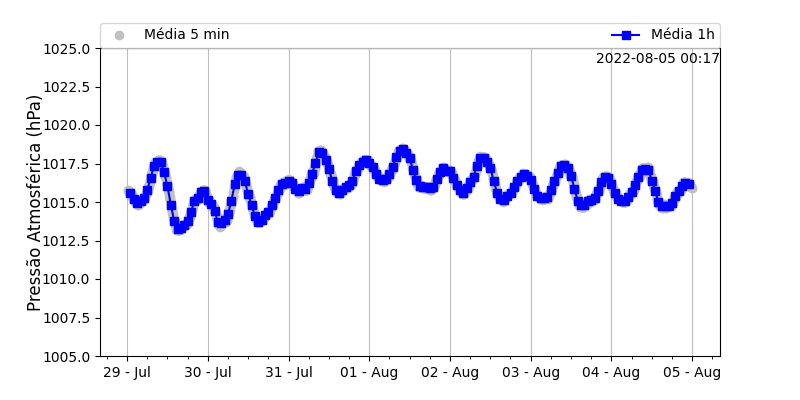 Média 5 min
Média 1h
2022-08-05 00:17
Pressão Atmosférica (hPa)
1025.0
1022.5
1020.0
1017.5
1015.0
1012.5
1010.0
1007.5
1005.0
29 - Jul
30 - Jul
31 - Jul
01 - Aug
02 - Aug
03 - Aug
04 - Aug
05 - Aug